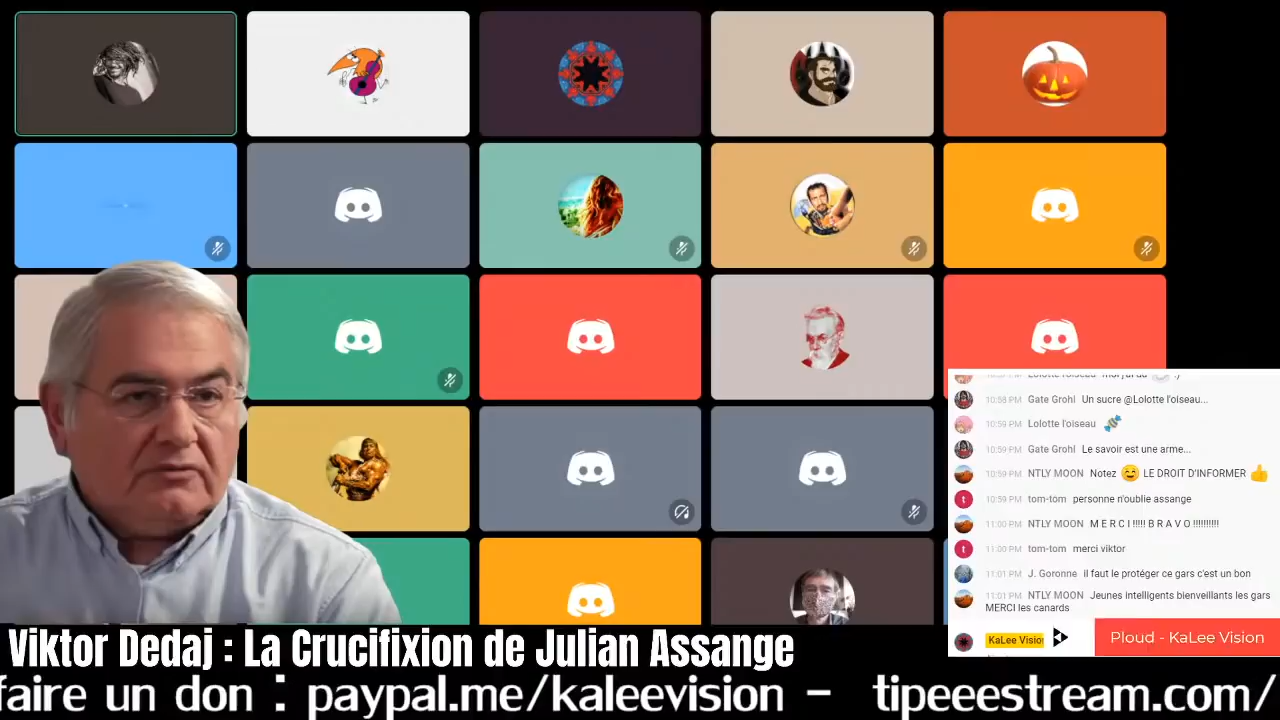 10:58 PM Gate Grohl Un sucre @Lolotte l'oiseau...
10:59 PM Lolotte l'oiseau
10:59 PM Gate Grohl Le savoir est une arme...
10:59 PM NTLY MOON Notez LE DROIT D'INFORMER
10:59 PM tom-tom personne n'oublie assange
11:00 PM NTLY MOON M E R C I !!!!! B R A V O !!!!!!!!!!
11:00 PM tom-tom merci viktor
11:01 PM J. Goronne il faut le protéger ce gars c'est un bon
11:01 PM NTLY MOON Jeunes intelligents bienveillants les gars
MERCI les canards
KaLee Vision
Ploud - KaLee Vision
Viktor Dedaj : La Crucifixion de Julian Assange
faire un don : paypal.me/kaleevision – tipeeestream.com/